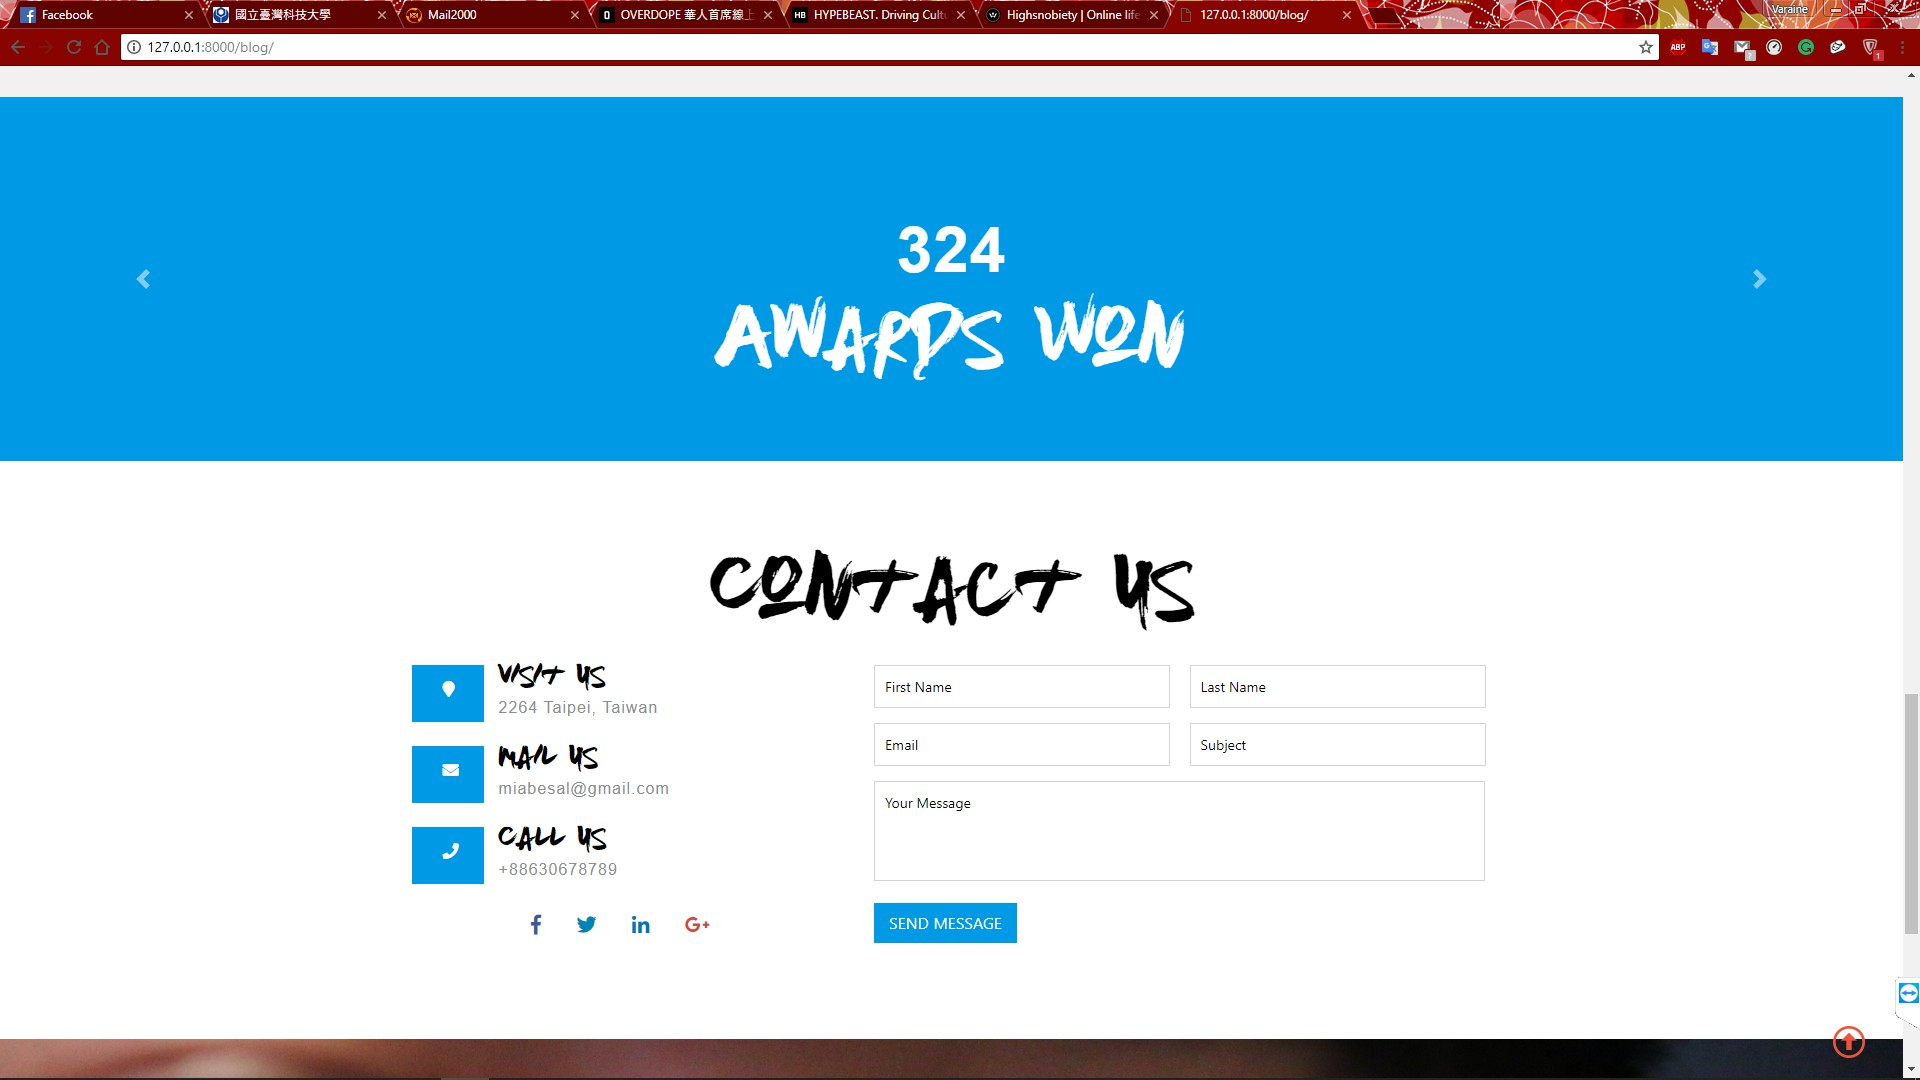 Facebook
國立臺灣科技大學
Mail2000
OVERDOPE 華人首席線上
HYPEBEAST. Driving Cult
Highsnobiety | Online life
127.0.0.1:8000/blog/
Varaine
127.0.0.1:8000/blog/
ABP
1
324
AWARDS WON
CONTACT US
VISIT US
2264 Taipei, Taiwan
MAIL US
miabesal@gmail.com
CALL US
+88630678789
First Name
Last Name
Email
Subject
Your Message
SEND MESSAGE